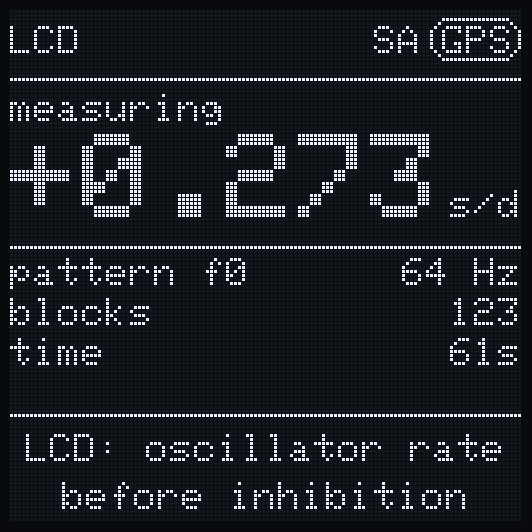 LCD SA GPS
measuring
+0.273 s/d
pattern f0 64 Hz
blocks 123
time 61s
LCD: oscillator rate
before inhibition